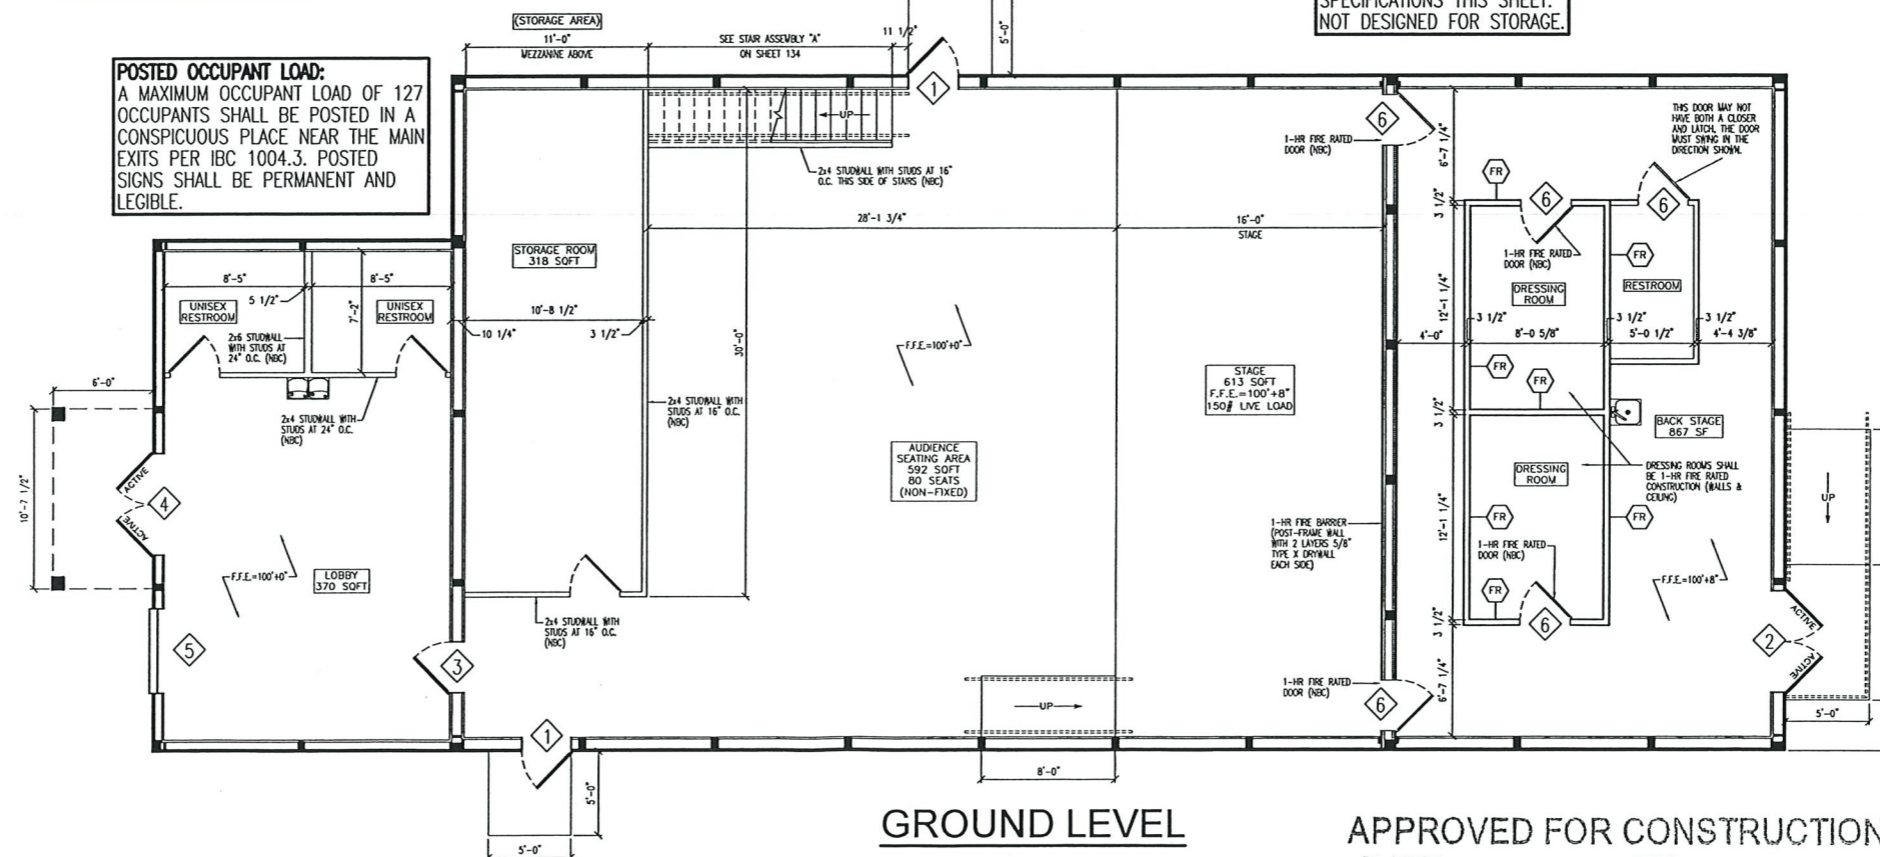 SPECIFICATIONS THIS SHEET.
NOT DESIGNED FOR STORAGE.
(STORAGE AREA)
11'-0"
MEZZANINE ABOVE
SEE STAIR ASSEMBLY "A"
ON SHEET 134
11 1/2"
5'-0"
POSTED OCCUPANT LOAD:
A MAXIMUM OCCUPANT LOAD OF 127
OCCUPANTS SHALL BE POSTED IN A
CONSPICUOUS PLACE NEAR THE MAIN
EXITS PER IBC 1004.3. POSTED
SIGNS SHALL BE PERMANENT AND
LEGIBLE.
1
UP
2x4 STUDWALL WITH STUDS AT 16"
O.C. THIS SIDE OF STAIRS (NBC)
6
1-HR FIRE RATED
DOOR (NBC)
6'-7 1/4"
THIS DOOR MAY NOT
HAVE BOTH A CLOSER
AND LATCH, THE DOOR
MUST SWING IN THE
DIRECTION SHOWN.
FR
6
6
3 1/2"
28'-1 3/4"
16'-0"
STAGE
STORAGE ROOM
318 SQFT
1-HR FIRE RATED
DOOR (NBC)
FR
DRESSING
ROOM
RESTROOM
12'-1 1/4"
8'-5"
8'-5"
5 1/2"
7'-2"
UNISEX
RESTROOM
UNISEX
RESTROOM
2x6 STUDWALL
WITH STUDS AT
24" O.C. (NBC)
10'-8 1/2"
10 1/4"
3 1/2"
30'-0"
F.F.E.=100'+0"
4'-0"
3 1/2"
8'-0 5/8"
3 1/2"
5'-0 1/2"
3 1/2"
4'-4 3/8"
FR
FR
STAGE
613 SQFT
F.F.E.=100'+8"
150# LIVE LOAD
6'-0"
2x4 STUDWALL WITH
STUDS AT 24" O.C.
(NBC)
2x4 STUDWALL WITH
STUDS AT 16" O.C.
(NBC)
3 1/2"
BACK STAGE
867 SF
AUDIENCE
SEATING AREA
592 SQFT
80 SEATS
(NON-FIXED)
10'-7 1/2"
ACTIVE
4
ACTIVE
DRESSING
ROOM
DRESSING ROOMS SHALL
BE 1-HR FIRE RATED
CONSTRUCTION (WALLS &
CEILING)
UP
1-HR FIRE BARRIER
(POST-FRAME WALL
WITH 2 LAYERS 5/8"
TYPE X DRYWALL
EACH SIDE)
12'-1 1/4"
FR
FR
1-HR FIRE RATED
DOOR (NBC)
F.F.E.=100'+0"
LOBBY
370 SQFT
F.F.E.=100'+8"
FR
3 1/2"
6
2x4 STUDWALL WITH
STUDS AT 16" O.C.
(NBC)
5
3
ACTIVE
2
ACTIVE
1-HR FIRE RATED
DOOR (NBC)
6
6'-7 1/4"
UP
5'-0"
1
8'-0"
5'-0"
5'-0"
GROUND LEVEL
APPROVED FOR CONSTRUCTION